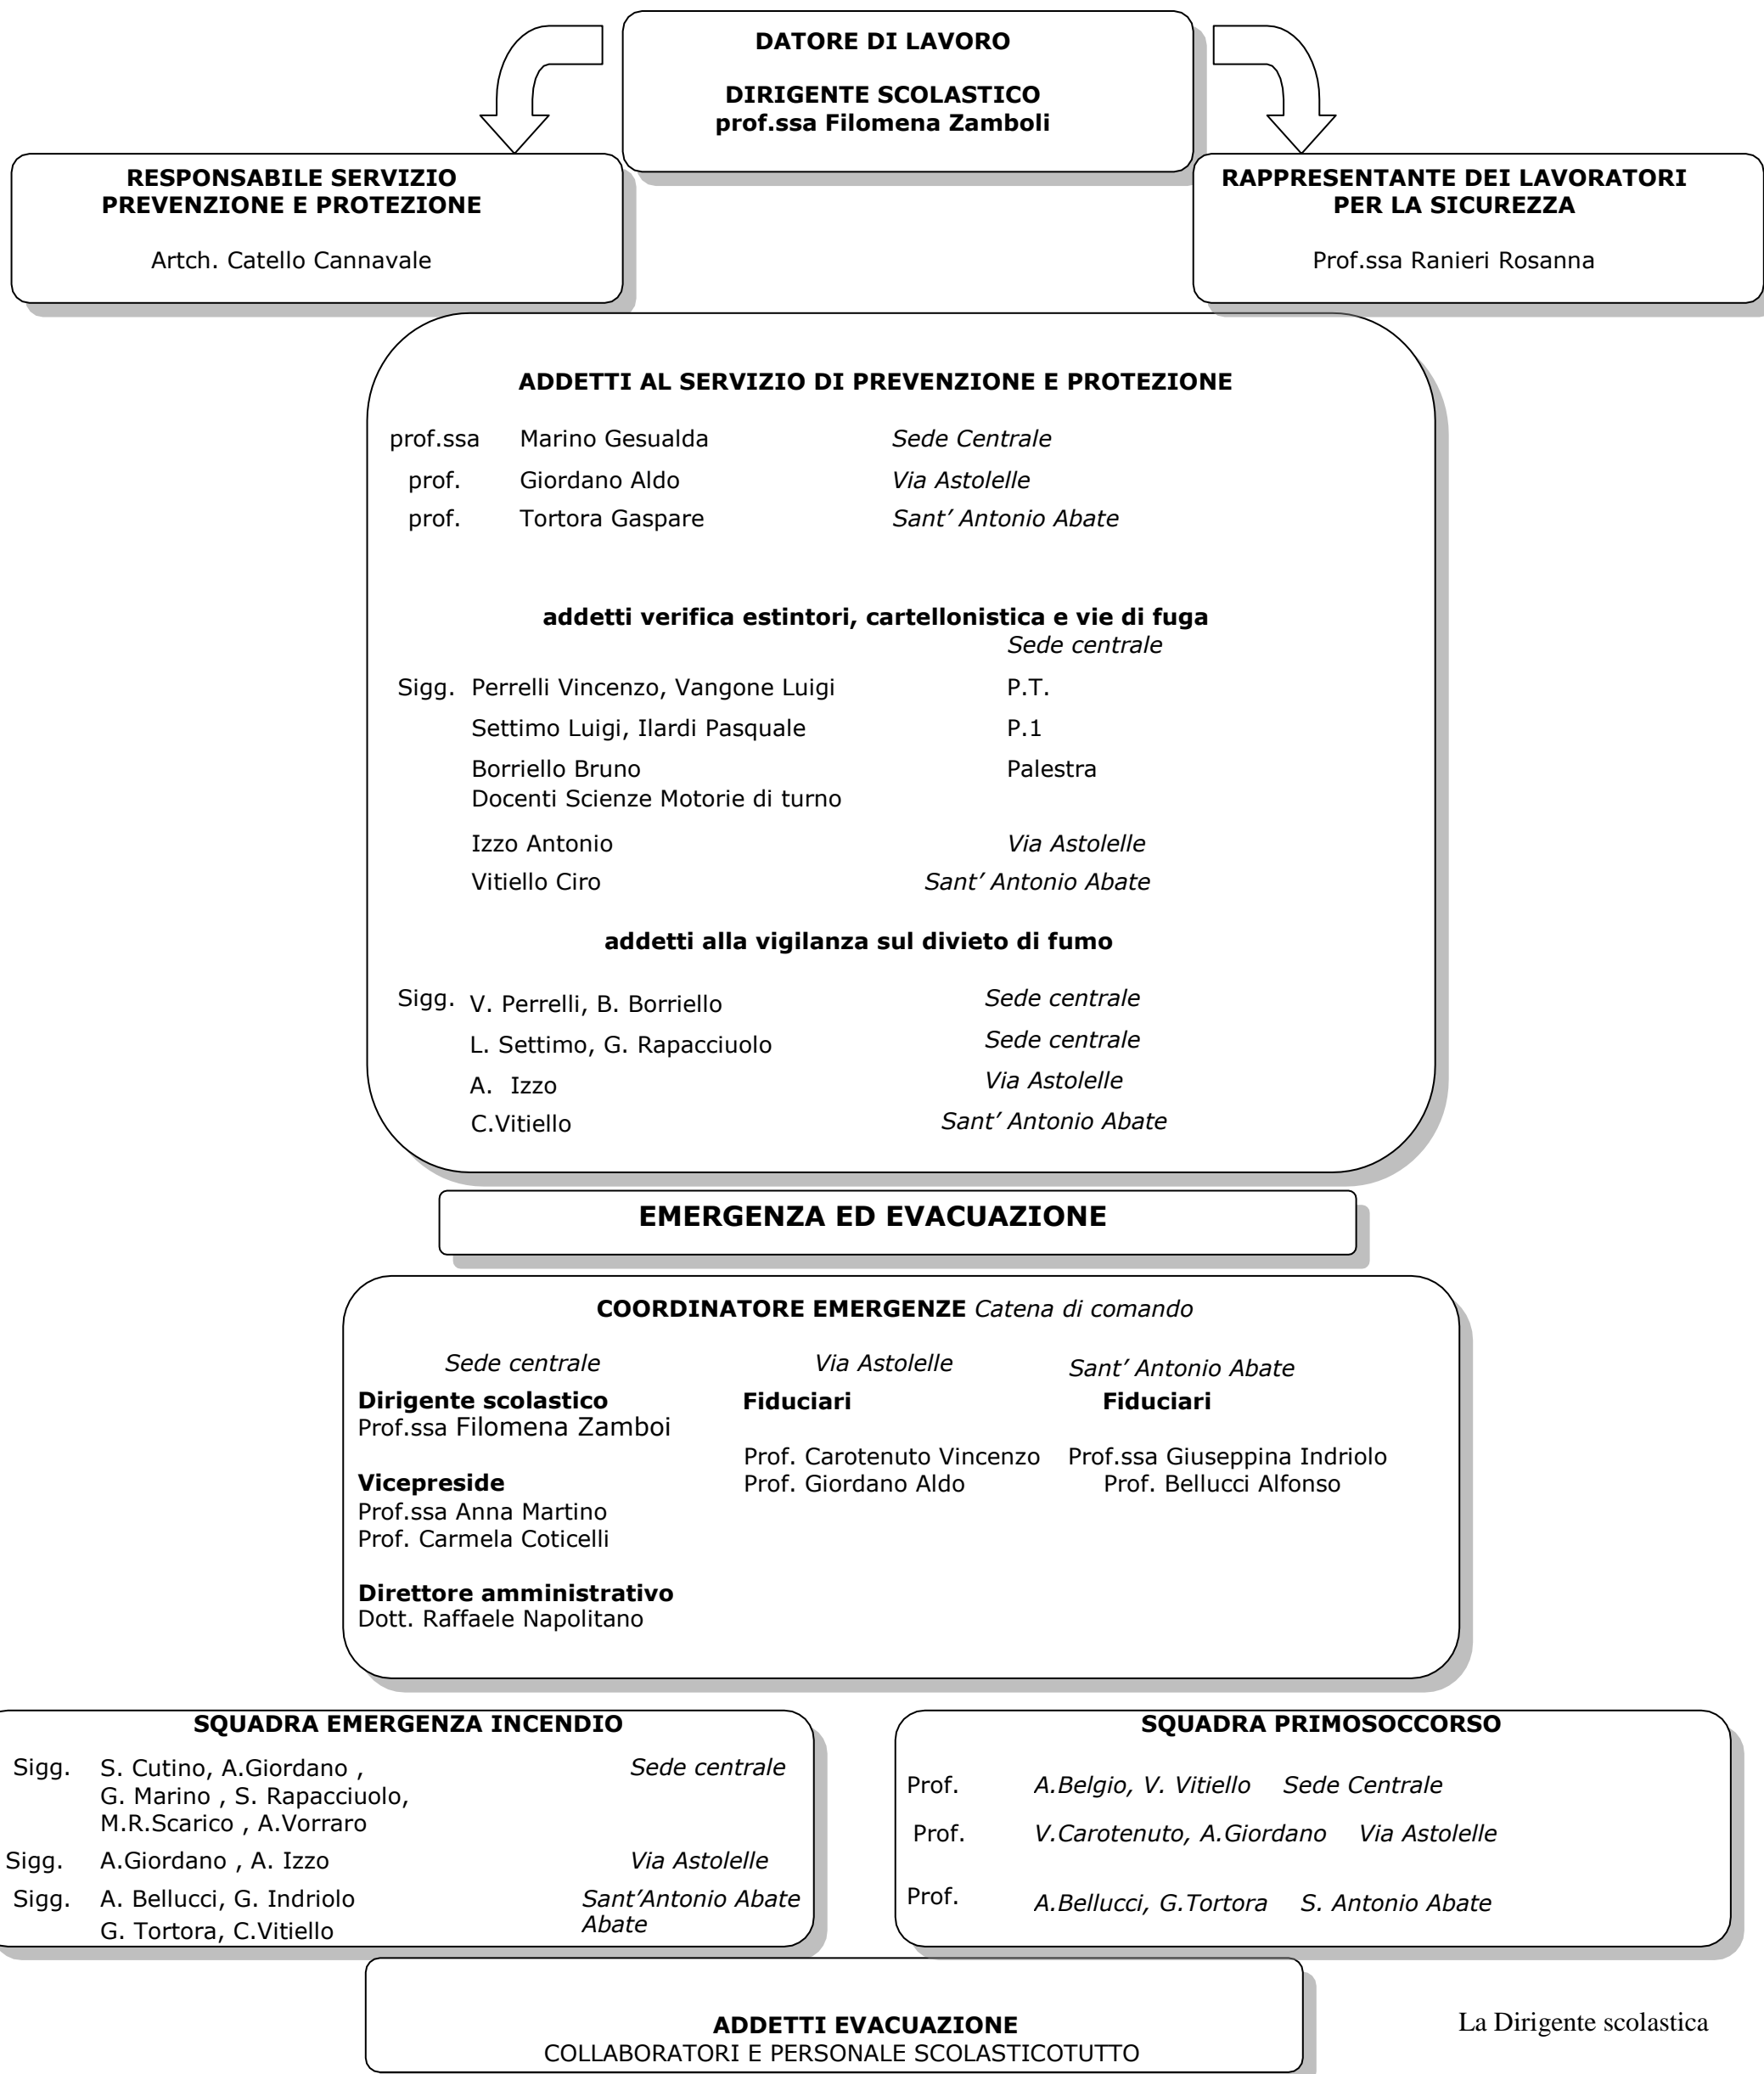 DATORE DI LAVORO
DIRIGENTE SCOLASTICO
prof.ssa Filomena Zamboli
RESPONSABILE SERVIZIO
PREVENZIONE E PROTEZIONE
Artch. Catello Cannavale
RAPPRESENTANTE DEI LAVORATORI
PER LA SICUREZZA
Prof.ssa Ranieri Rosanna
ADDETTI AL SERVIZIO DI PREVENZIONE E PROTEZIONE
prof.ssa Marino Gesualda Sede Centrale
prof. Giordano Aldo Via Astolelle
prof. Tortora Gaspare Sant’ Antonio Abate
addetti verifica estintori, cartellonistica e vie di fuga
Sede centrale
Sigg. Perrelli Vincenzo, Vangone Luigi P.T.
Settimo Luigi, Ilardi Pasquale P.1
Borriello Bruno Palestra
Docenti Scienze Motorie di turno
Izzo Antonio Via Astolelle
Vitiello Ciro Sant’ Antonio Abate
addetti alla vigilanza sul divieto di fumo
Sigg. V. Perrelli, B. Borriello Sede centrale
L. Settimo, G. Rapacciuolo Sede centrale
A. Izzo Via Astolelle
C.Vitiello Sant’ Antonio Abate
EMERGENZA ED EVACUAZIONE
COORDINATORE EMERGENZE Catena di comando
Sede centrale
Dirigente scolastico
Prof.ssa Filomena Zamboi
Vicepreside
Prof.ssa Anna Martino
Prof. Carmela Coticelli
Direttore amministrativo
Dott. Raffaele Napolitano
Via Astolelle
Fiduciari
Prof. Carotenuto Vincenzo
Prof. Giordano Aldo
Sant’ Antonio Abate
Fiduciari
Prof.ssa Giuseppina Indriolo
Prof. Bellucci Alfonso
SQUADRA EMERGENZA INCENDIO
Sigg. S. Cutino, A.Giordano , Sede centrale
G. Marino , S. Rapacciuolo,
M.R.Scarico , A.Vorraro
Sigg. A.Giordano , A. Izzo Via Astolelle
Sigg. A. Bellucci, G. Indriolo Sant’Antonio Abate
G. Tortora, C.Vitiello Abate
SQUADRA PRIMOSOCCORSO
Prof. A.Belgio, V. Vitiello Sede Centrale
Prof. V.Carotenuto, A.Giordano Via Astolelle
Prof. A.Bellucci, G.Tortora S. Antonio Abate
ADDETTI EVACUAZIONE
COLLABORATORI E PERSONALE SCOLASTICOTUTTO
La Dirigente scolastica